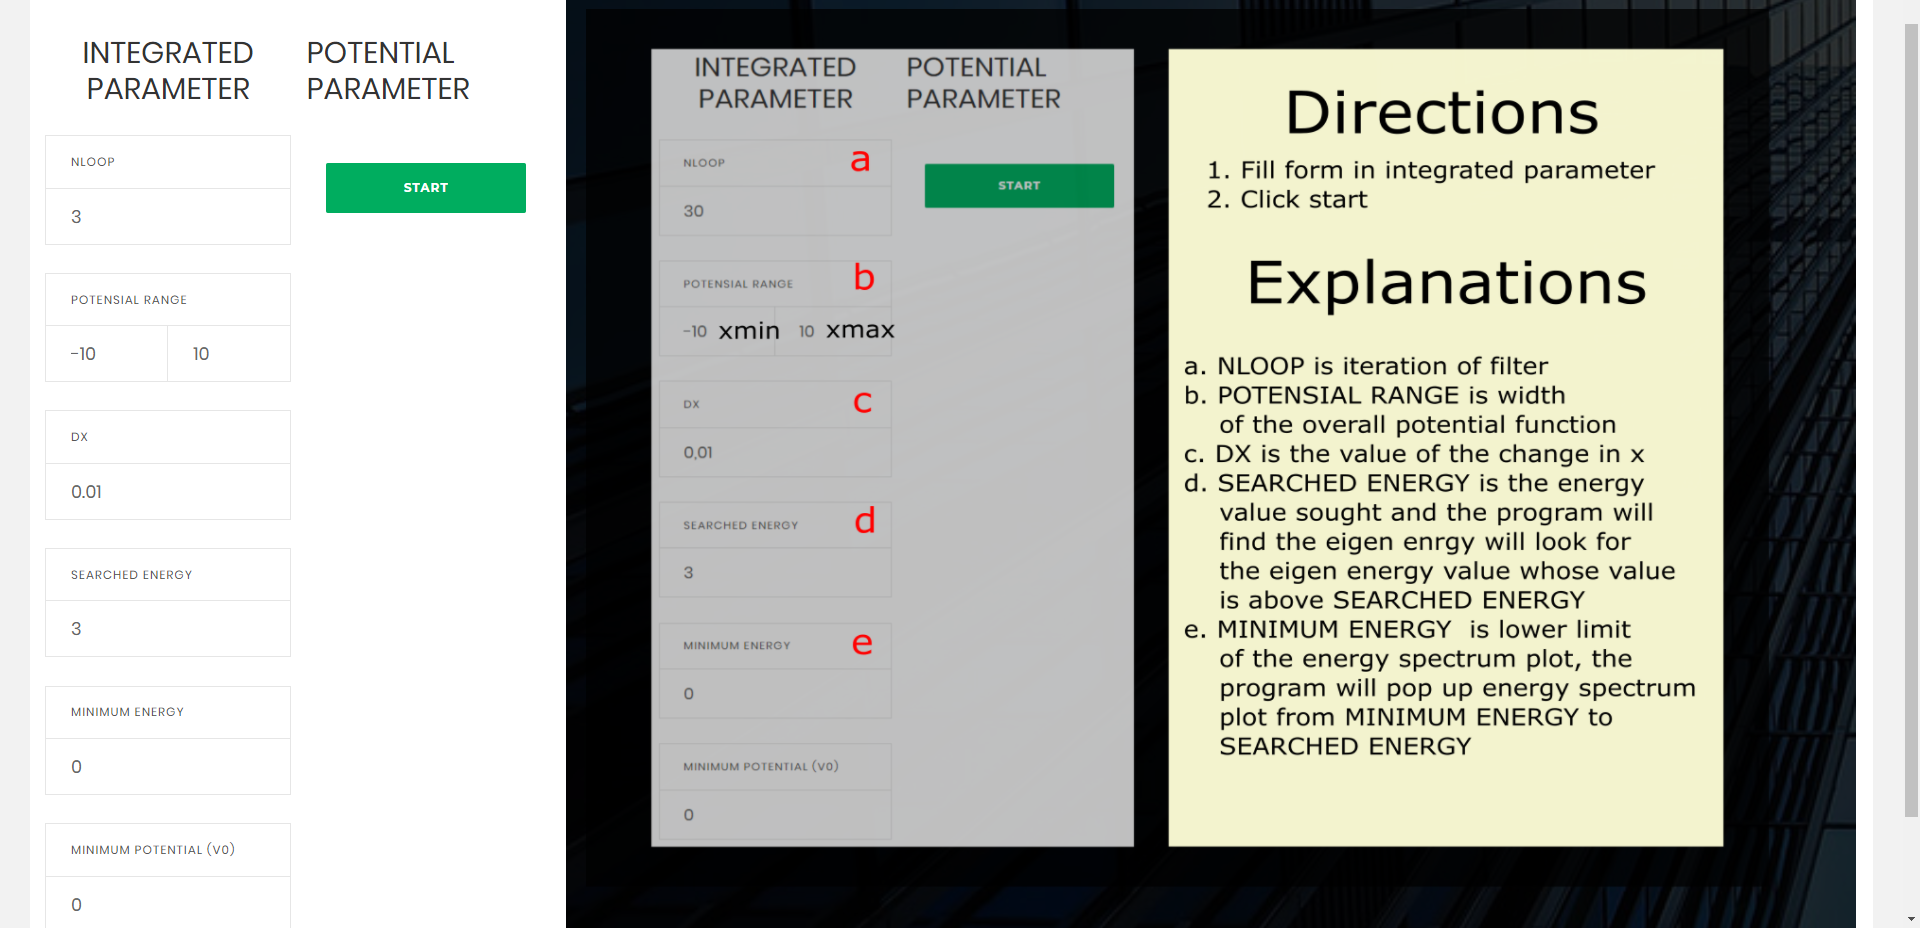 INTEGRATED
PARAMETER
POTENTIAL
PARAMETER
NLOOP
3
START
POTENSIAL RANGE
-10 10
DX
0.01
SEARCHED ENERGY
3
MINIMUM ENERGY
0
MINIMUM POTENTIAL (V0)
0
INTEGRATED
PARAMETER
POTENTIAL
PARAMETER
NLOOP a
30
START
POTENSIAL RANGE b
-10 xmin 10 xmax
DX c
0,01
SEARCHED ENERGY d
3
MINIMUM ENERGY e
0
MINIMUM POTENTIAL (V0)
0
Directions
1. Fill form in integrated parameter
2. Click start
Explanations
a. NLOOP is iteration of filter
b. POTENSIAL RANGE is width
of the overall potential function
c. DX is the value of the change in x
d. SEARCHED ENERGY is the energy
value sought and the program will
find the eigen enrgy will look for
the eigen energy value whose value
is above SEARCHED ENERGY
e. MINIMUM ENERGY is lower limit
of the energy spectrum plot, the
program will pop up energy spectrum
plot from MINIMUM ENERGY to
SEARCHED ENERGY